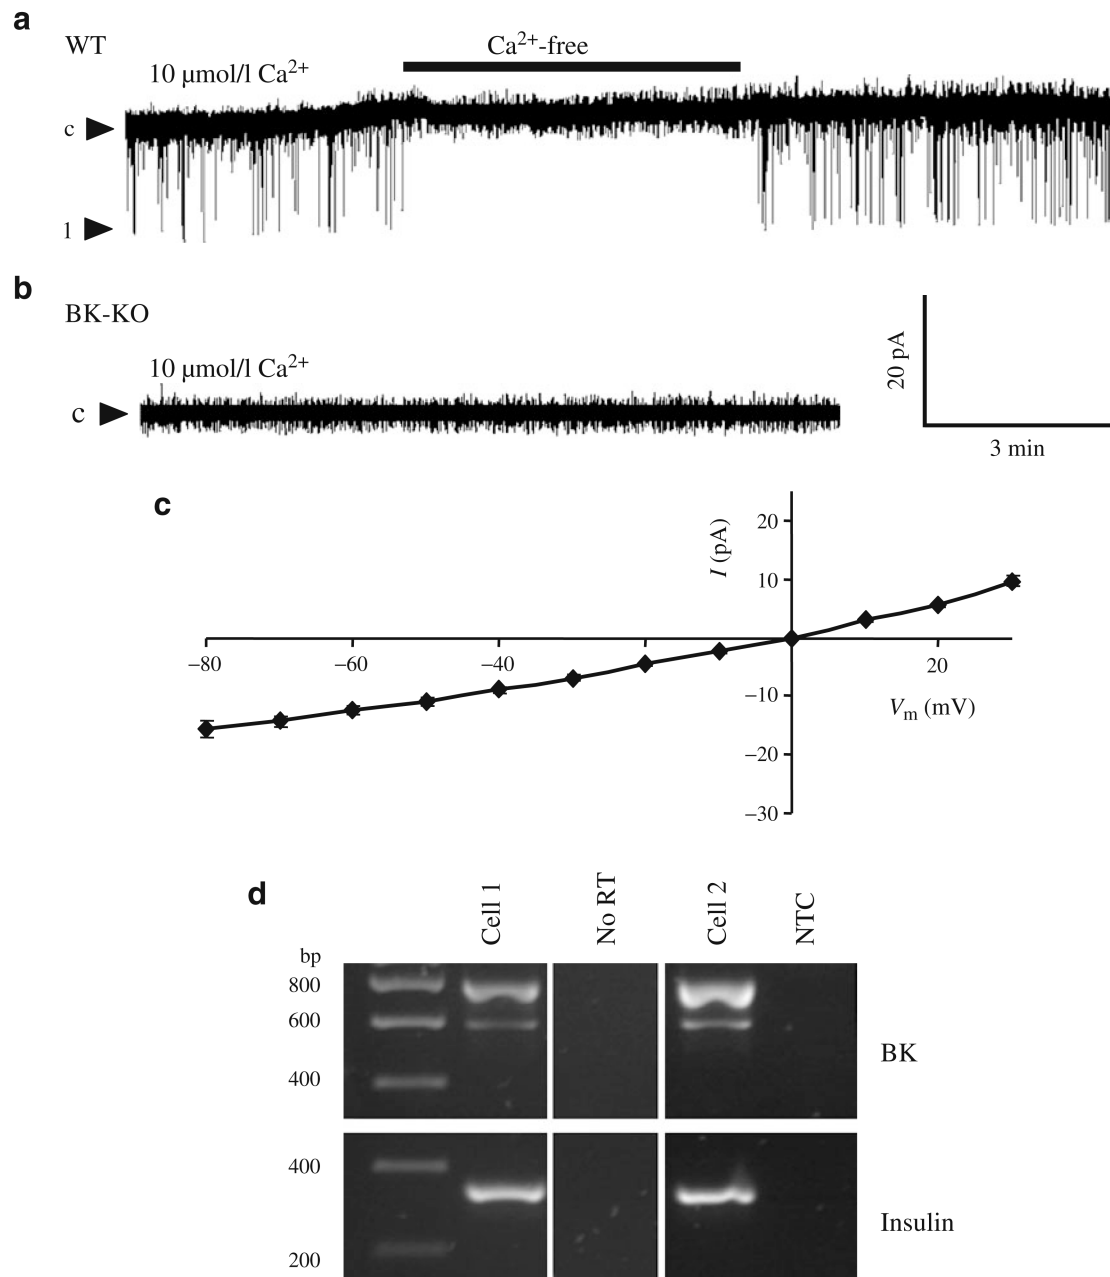 a
WT
Ca²⁺-free
10 µmol/l Ca²⁺
c
1
b
BK-KO
10 µmol/l Ca²⁺
c
20 pA
3 min
c
20
10
−10
−20
−30
I (pA)
−80
−60
−40
20
Vₘ (mV)
d
Cell 1
No RT
Cell 2
NTC
bp
800
600
400
BK
400
200
Insulin